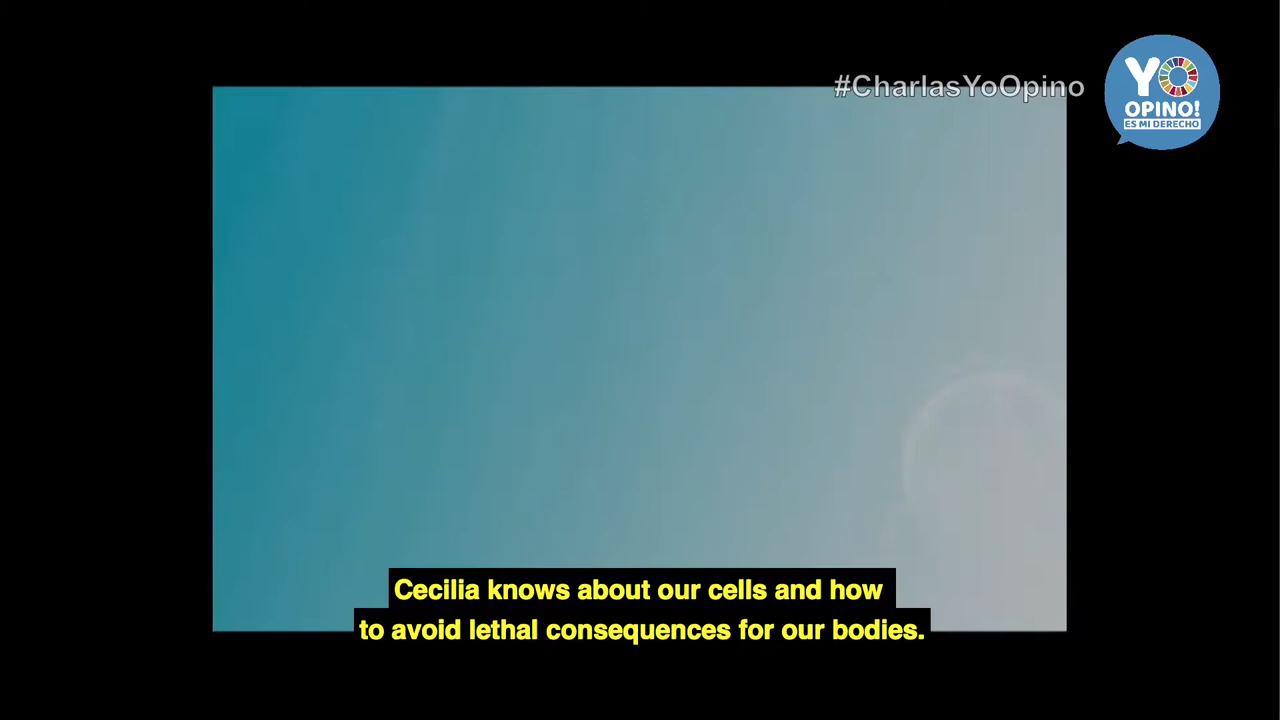 #CharlasYoOpino
YO
OPINO!
ES MI DERECHO
Cecilia knows about our cells and how
to avoid lethal consequences for our bodies.